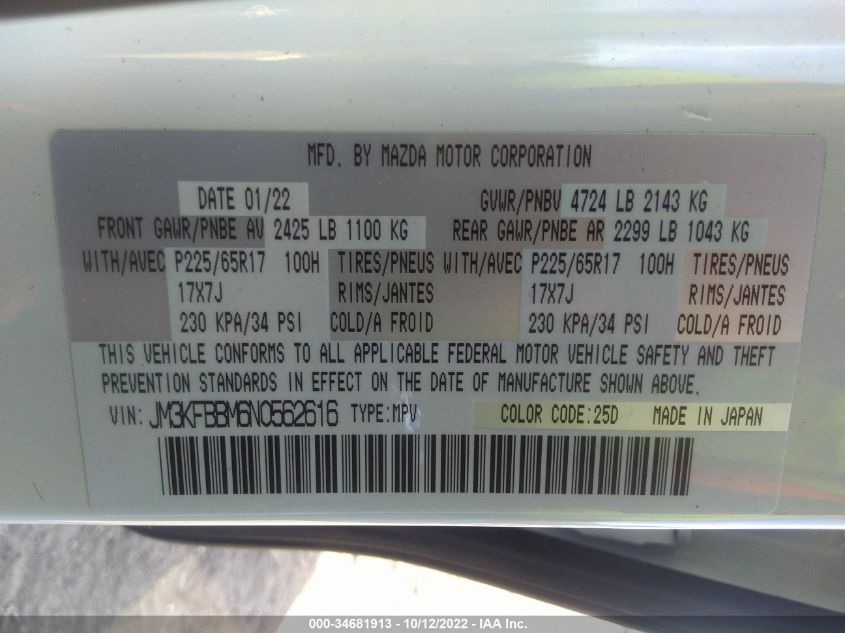 MFD. BY MAZDA MOTOR CORPORATION
DATE 01/22 GVWR/PNBV 4724 LB 2143 KG
FRONT GAWR/PNBE AV 2425 LB 1100 KG REAR GAWR/PNBE AR 2299 LB 1043 KG
WITH/AVEC P225/65R17 100H TIRES/PNEUS WITH/AVEC P225/65R17 100H TIRES/PNEUS
17X7J RIMS/JANTES 17X7J RIMS/JANTES
230 KPA/34 PSI COLD/A FROID 230 KPA/34 PSI COLD/A FROID
THIS VEHICLE CONFORMS TO ALL APPLICABLE FEDERAL MOTOR VEHICLE SAFETY AND THEFT
PREVENTION STANDARDS IN EFFECT ON THE DATE OF MANUFACTURE SHOWN ABOVE.
VIN: JM3KFBBM6N0562616 TYPE:MPV COLOR CODE:25D MADE IN JAPAN
000-34681913 - 10/12/2022 - IAA Inc.